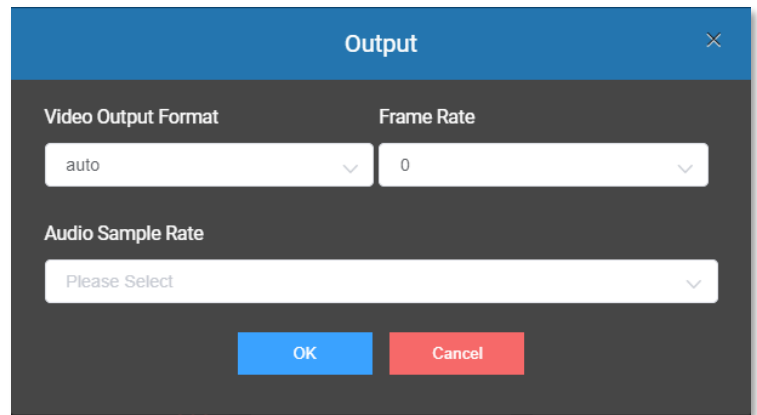 Output
Video Output Format Frame Rate
auto 0
Audio Sample Rate
Please Select
OK Cancel